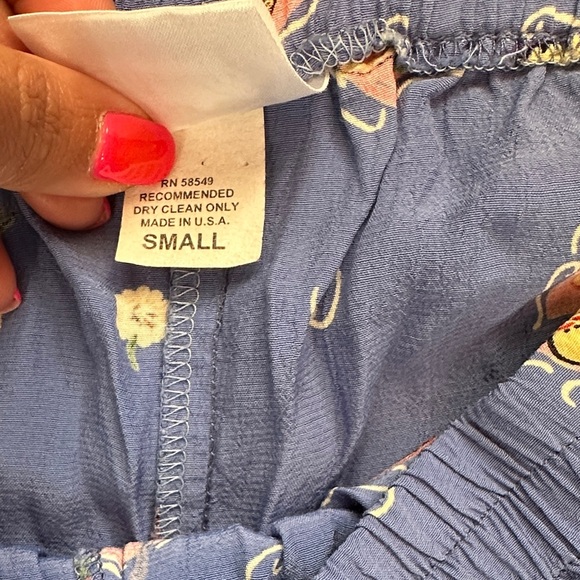 RN 58549
RECOMMENDED
DRY CLEAN ONLY
MADE IN U.S.A.
SMALL